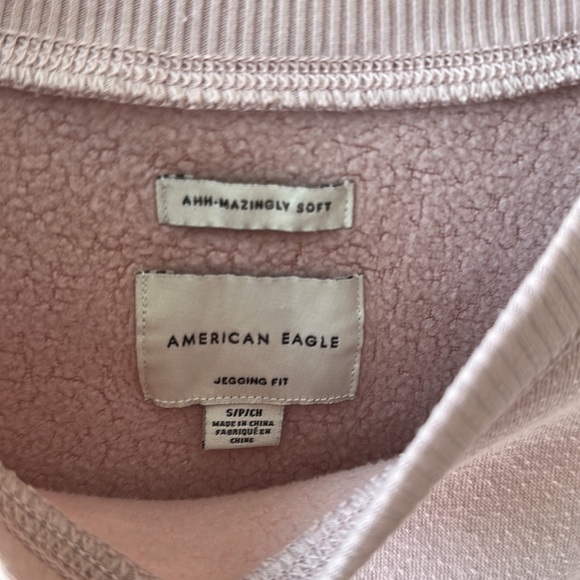 AHH-MAZINGLY SOFT
AMERICAN EAGLE
JEGGING FIT
S/P/CH
MADE IN CHINA
FABRIQUÉ EN
CHINE